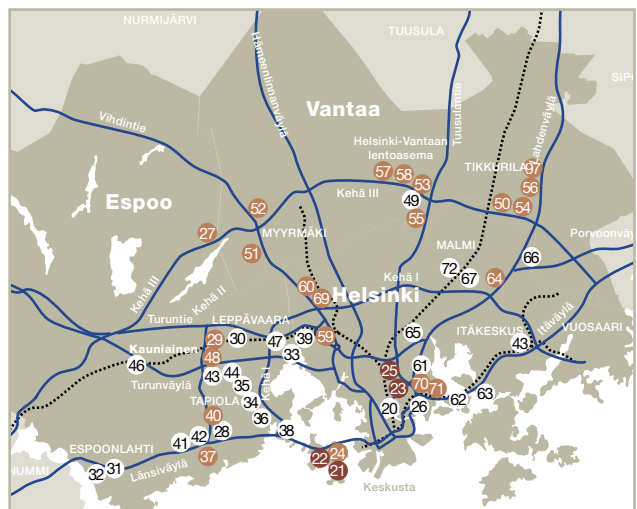 NURMIJÄRVI
TUUSULA
SIPO
Hämeenlinnanväylä
Tuusulantie
Lahdenväylä
Vihdintie
Vantaa
Helsinki-Vantaan
lentoasema
TIKKURILA
97
57
58
53
56
Kehä III
49
50
54
55
Espoo
52
27
MYYRMÄKI
51
MALMI
Porvoonväy
66
72
67
64
Kehä III
Kehä II
Kehä I
60
69
Helsinki
Turuntie
LEPPÄVAARA
ITÄKESKUS
Itäväylä
VUOSAARI
29
30
47
39
59
65
43
Kauniainen
48
33
46
43
44
35
Kehä I
25
61
Turunväylä
23
70
71
TAPIOLA
34
20
26
62
63
40
36
28
38
ESPOONLAHTI
41
42
37
22
24
21
NUMMI
32
31
Länsiväylä
Keskusta